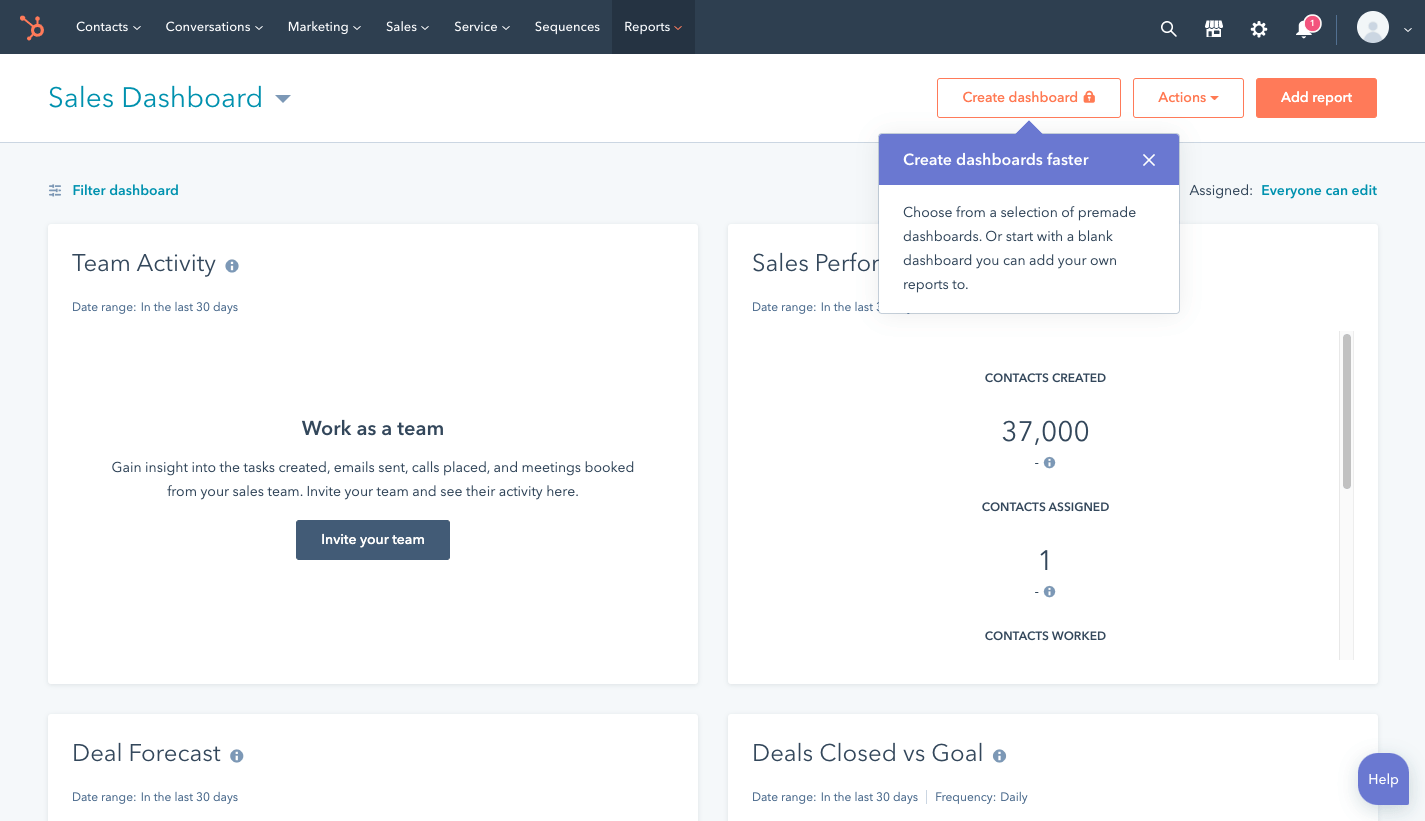 Contacts
Conversations
Marketing
Sales
Service
Sequences
Reports
1
Sales Dashboard
Create dashboard
Actions
Add report
Create dashboards faster
Choose from a selection of premade
dashboards. Or start with a blank
dashboard you can add your own
reports to.
Filter dashboard
Assigned: Everyone can edit
Team Activity
Date range: In the last 30 days
Work as a team
Gain insight into the tasks created, emails sent, calls placed, and meetings booked
from your sales team. Invite your team and see their activity here.
Invite your team
Sales Perfor
Date range: In the last
CONTACTS CREATED
37,000
-
CONTACTS ASSIGNED
1
-
CONTACTS WORKED
Deal Forecast
Date range: In the last 30 days
Deals Closed vs Goal
Date range: In the last 30 days | Frequency: Daily
Help